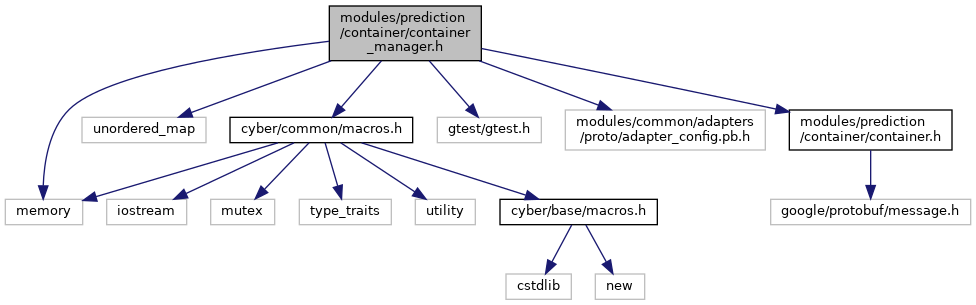 modules/prediction
/container/container
_manager.h
unordered_map
cyber/common/macros.h
gtest/gtest.h
modules/common/adapters
/proto/adapter_config.pb.h
modules/prediction
/container/container.h
memory
iostream
mutex
type_traits
utility
cyber/base/macros.h
google/protobuf/message.h
cstdlib
new